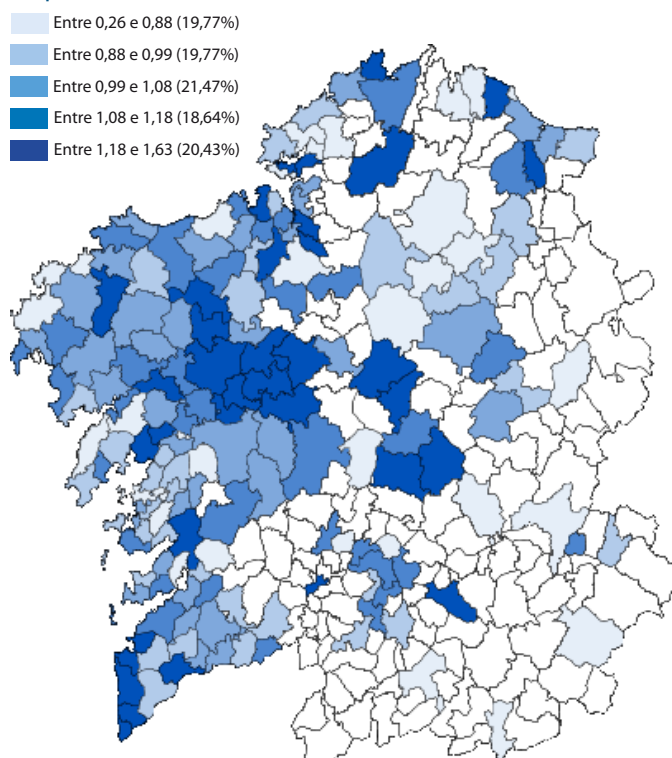 Entre 0,26 e 0,88 (19,77%)
Entre 0,88 e 0,99 (19,77%)
Entre 0,99 e 1,08 (21,47%)
Entre 1,08 e 1,18 (18,64%)
Entre 1,18 e 1,63 (20,43%)